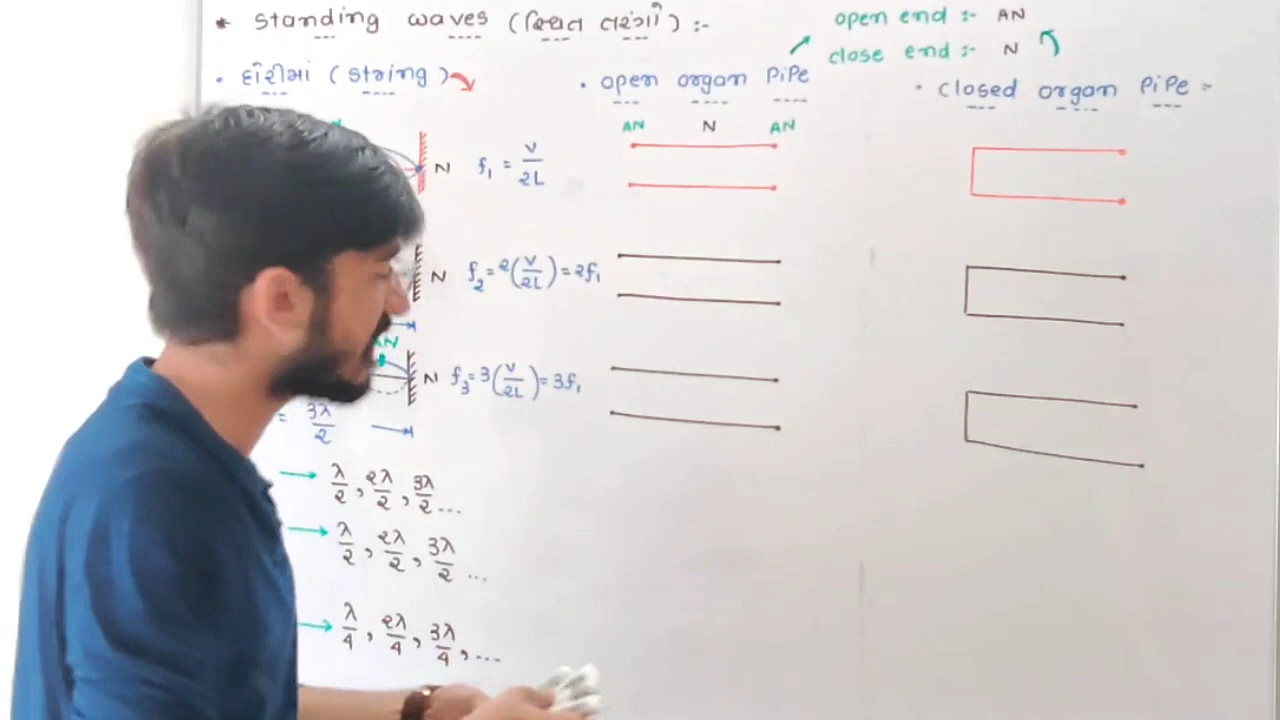 * Standing waves (સ્થિત તરંગો) :-
open end :- AN
close end :- N
• દોરીમાં (string)
• open organ PiPe
• closed organ PiPe :-
AN N AN
N f₁ = v/2L
N f₂ = 2(v/2L) = 2f₁
AN
N f₃ = 3(v/2L) = 3f₁
= 3λ/2
→ λ/2, 2λ/2, 3λ/2 ...
→ λ/2, 2λ/2, 3λ/2 ...
→ λ/4, 2λ/4, 3λ/4, ...